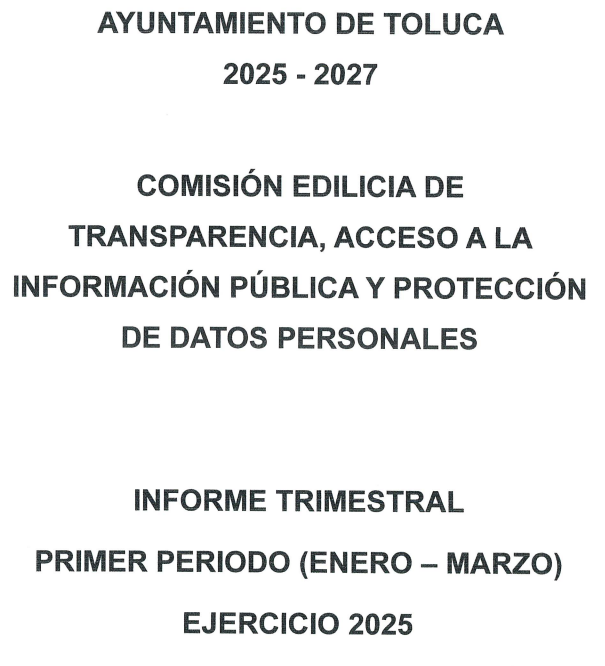 AYUNTAMIENTO DE TOLUCA
2025 - 2027
COMISIÓN EDILICIA DE
TRANSPARENCIA, ACCESO A LA
INFORMACIÓN PÚBLICA Y PROTECCIÓN
DE DATOS PERSONALES
INFORME TRIMESTRAL
PRIMER PERIODO (ENERO – MARZO)
EJERCICIO 2025